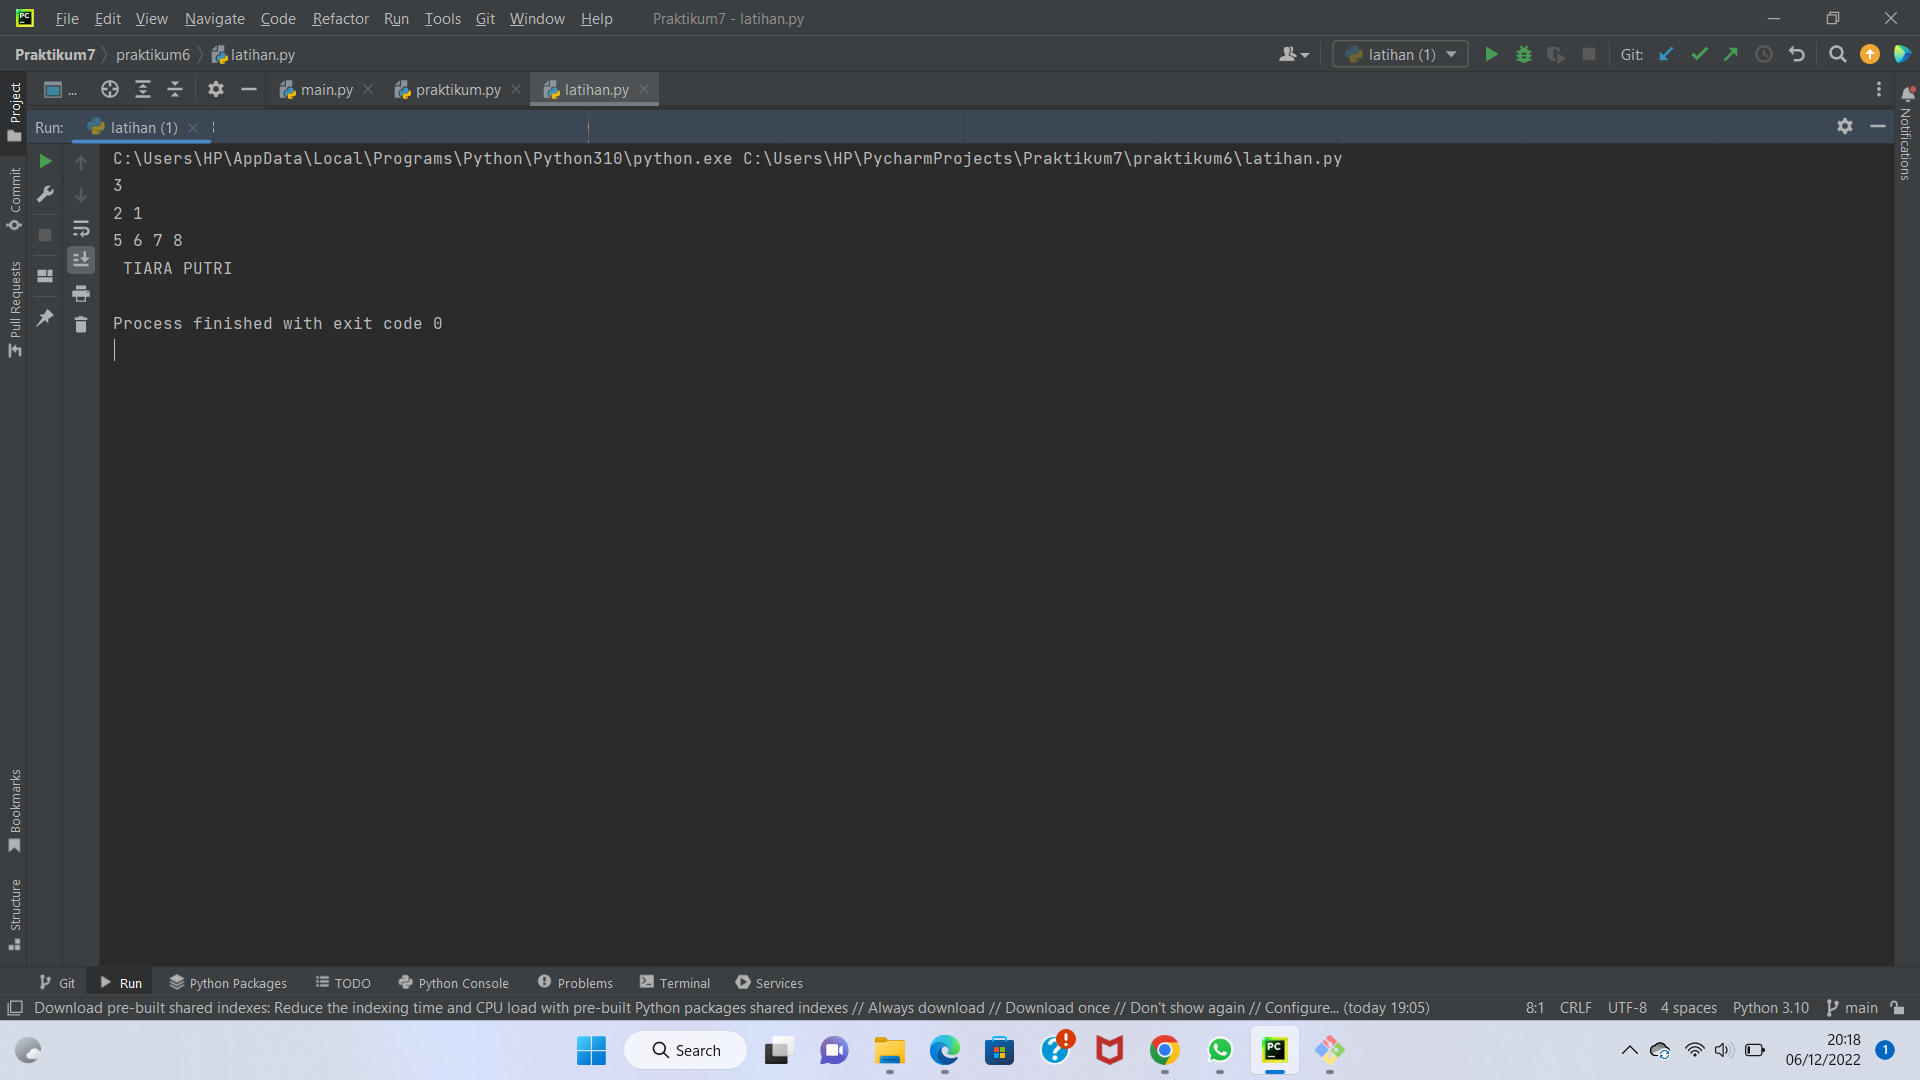 File Edit View Navigate Code Refactor Run Tools Git Window Help Praktikum7 - latihan.py
Praktikum7 praktikum6 latihan.py latihan (1) Git:
... main.py praktikum.py latihan.py
Run: latihan (1)
C:\Users\HP\AppData\Local\Programs\Python\Python310\python.exe C:\Users\HP\PycharmProjects\Praktikum7\praktikum6\latihan.py
3
2 1
5 6 7 8
TIARA PUTRI
Process finished with exit code 0
Project
Commit
Pull Requests
Bookmarks
Structure
Notifications
Git Run Python Packages TODO Python Console Problems Terminal Services
Download pre-built shared indexes: Reduce the indexing time and CPU load with pre-built Python packages shared indexes // Always download // Download once // Don't show again // Configure... (today 19:05) 8:1 CRLF UTF-8 4 spaces Python 3.10 main
Search
20:18
06/12/2022
1